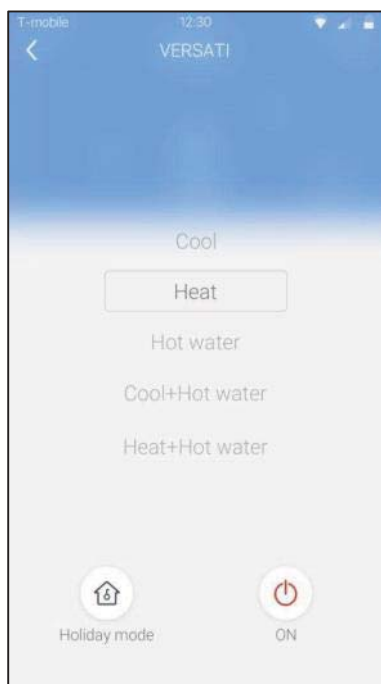 T-mobile 12:30
VERSATI
Cool
Heat
Hot water
Cool+Hot water
Heat+Hot water
Holiday mode ON